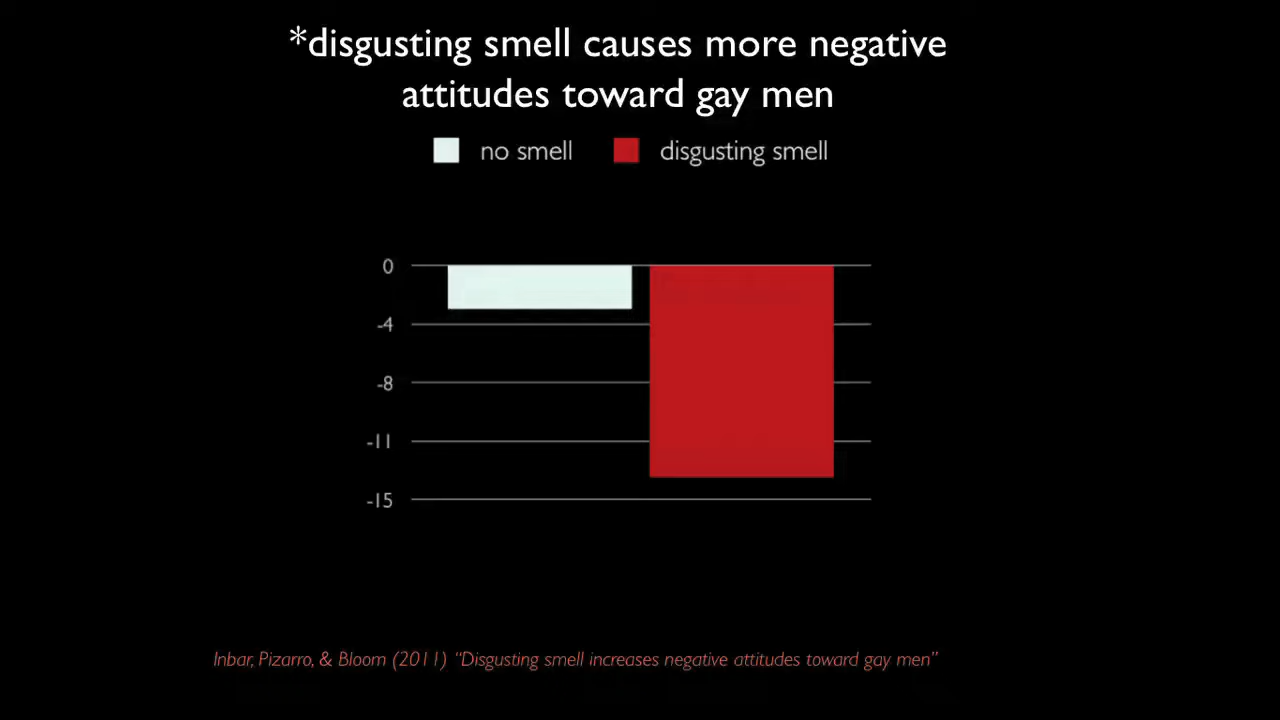 *disgusting smell causes more negative
attitudes toward gay men
no smell disgusting smell
0
-4
-8
-11
-15
Inbar, Pizarro, & Bloom (2011) “Disgusting smell increases negative attitudes toward gay men”